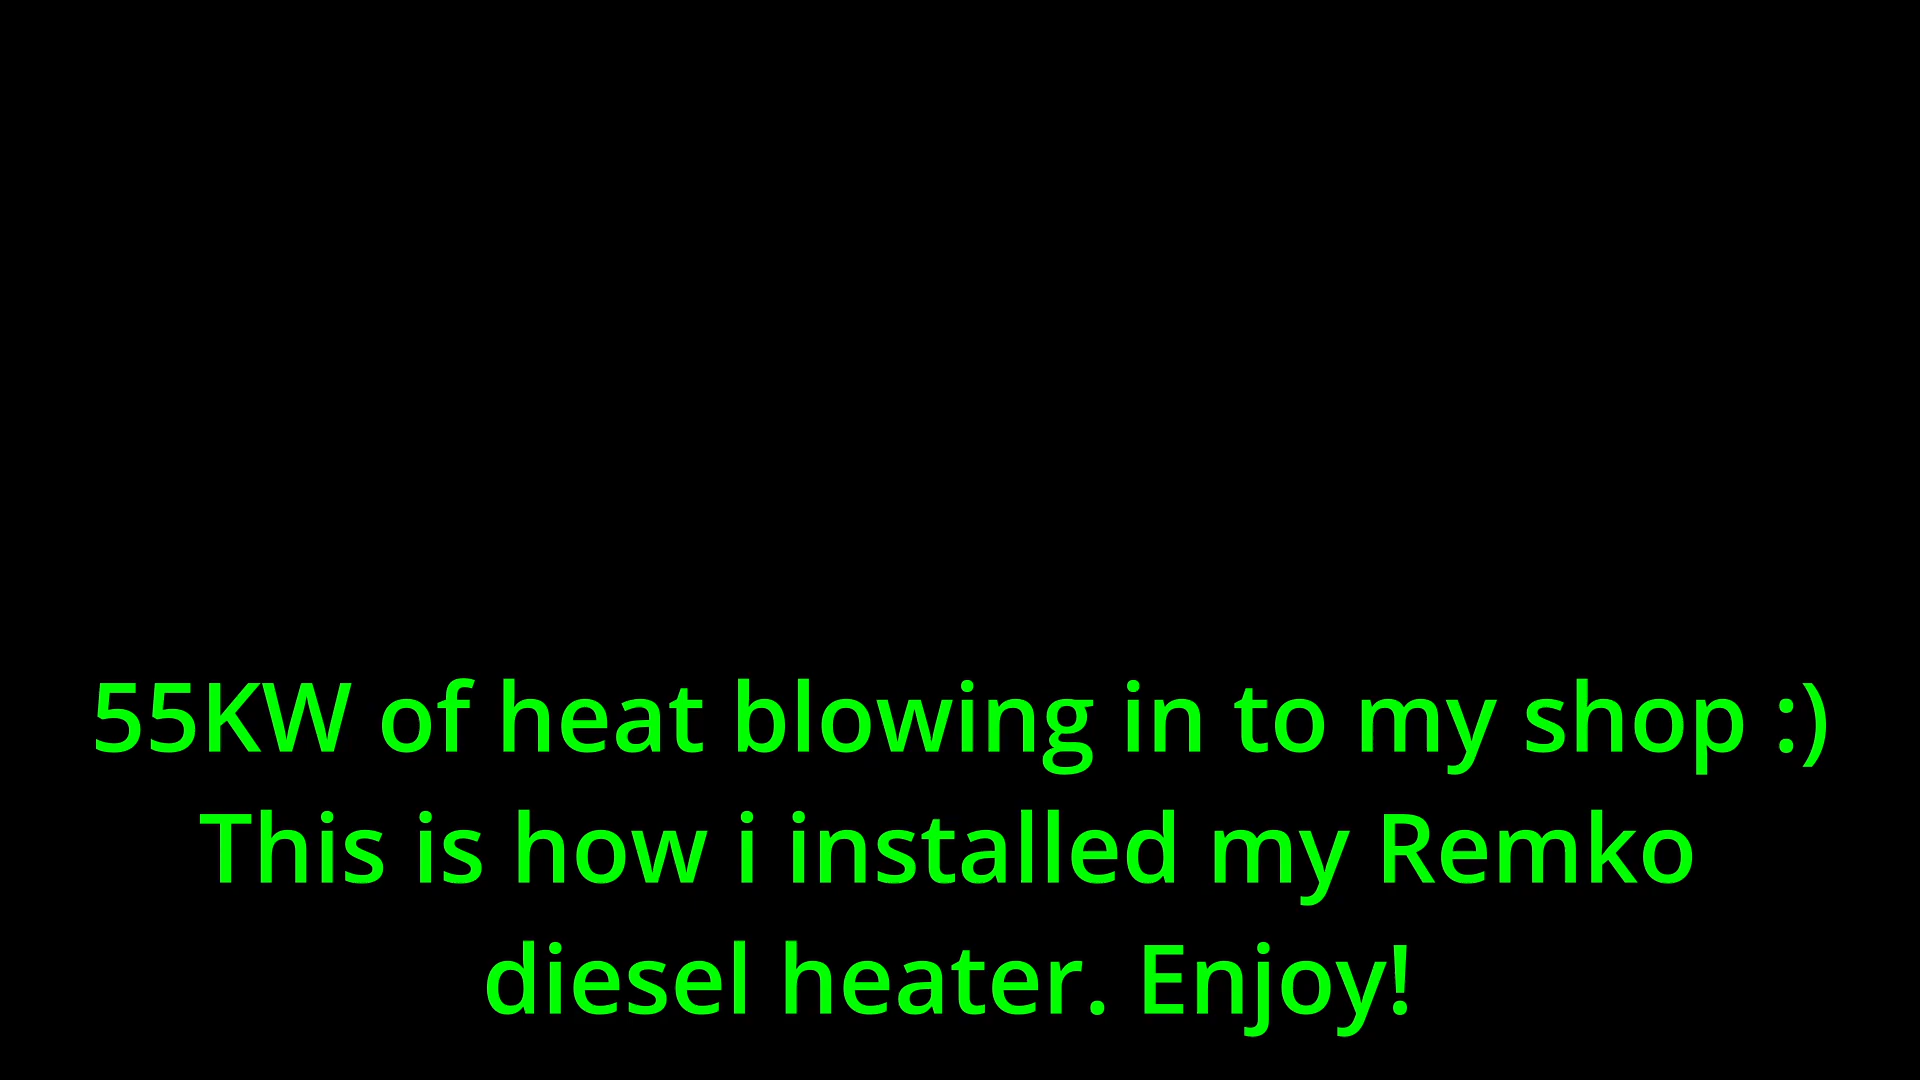 55KW of heat blowing in to my shop :)
This is how i installed my Remko
diesel heater. Enjoy!